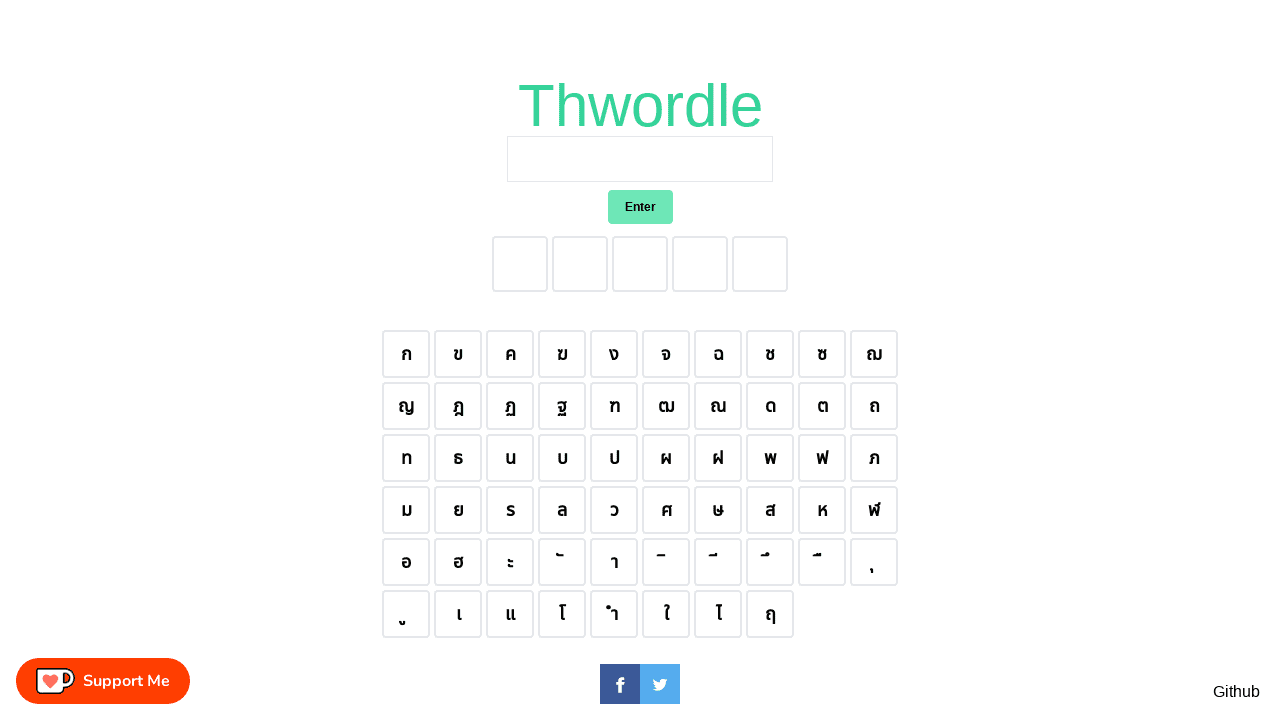 Thwordle
Enter
ก ข ค ฆ ง จ ฉ ช ซ ฌ
ญ ฎ ฏ ฐ ฑ ฒ ณ ด ต ถ
ท ธ น บ ป ผ ฝ พ ฟ ภ
ม ย ร ล ว ศ ษ ส ห ฬ
อ ฮ ะ ั า ิ ี ึ ื ุ
ู เ แ โ ำ ใ ไ ฤ
Support Me
Github